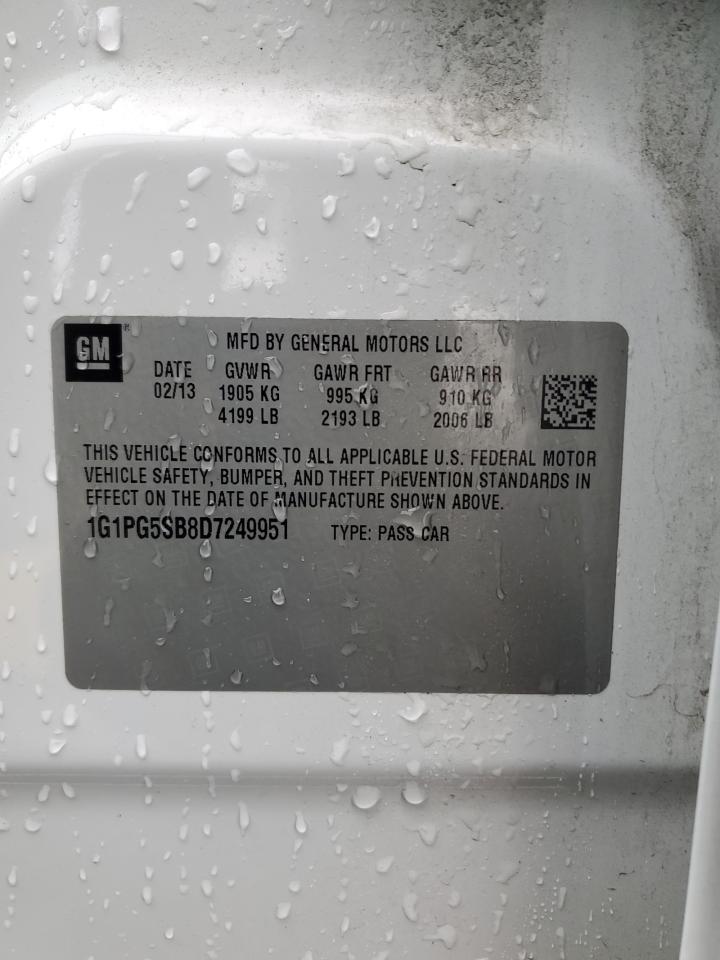 GM
MFD BY GENERAL MOTORS LLC
DATE GVWR GAWR FRT GAWR RR
02/13 1905 KG 995 KG 910 KG
4199 LB 2193 LB 2006 LB
THIS VEHICLE CONFORMS TO ALL APPLICABLE U.S. FEDERAL MOTOR
VEHICLE SAFETY, BUMPER, AND THEFT PREVENTION STANDARDS IN
EFFECT ON THE DATE OF MANUFACTURE SHOWN ABOVE.
1G1PG5SB8D7249951 TYPE: PASS CAR